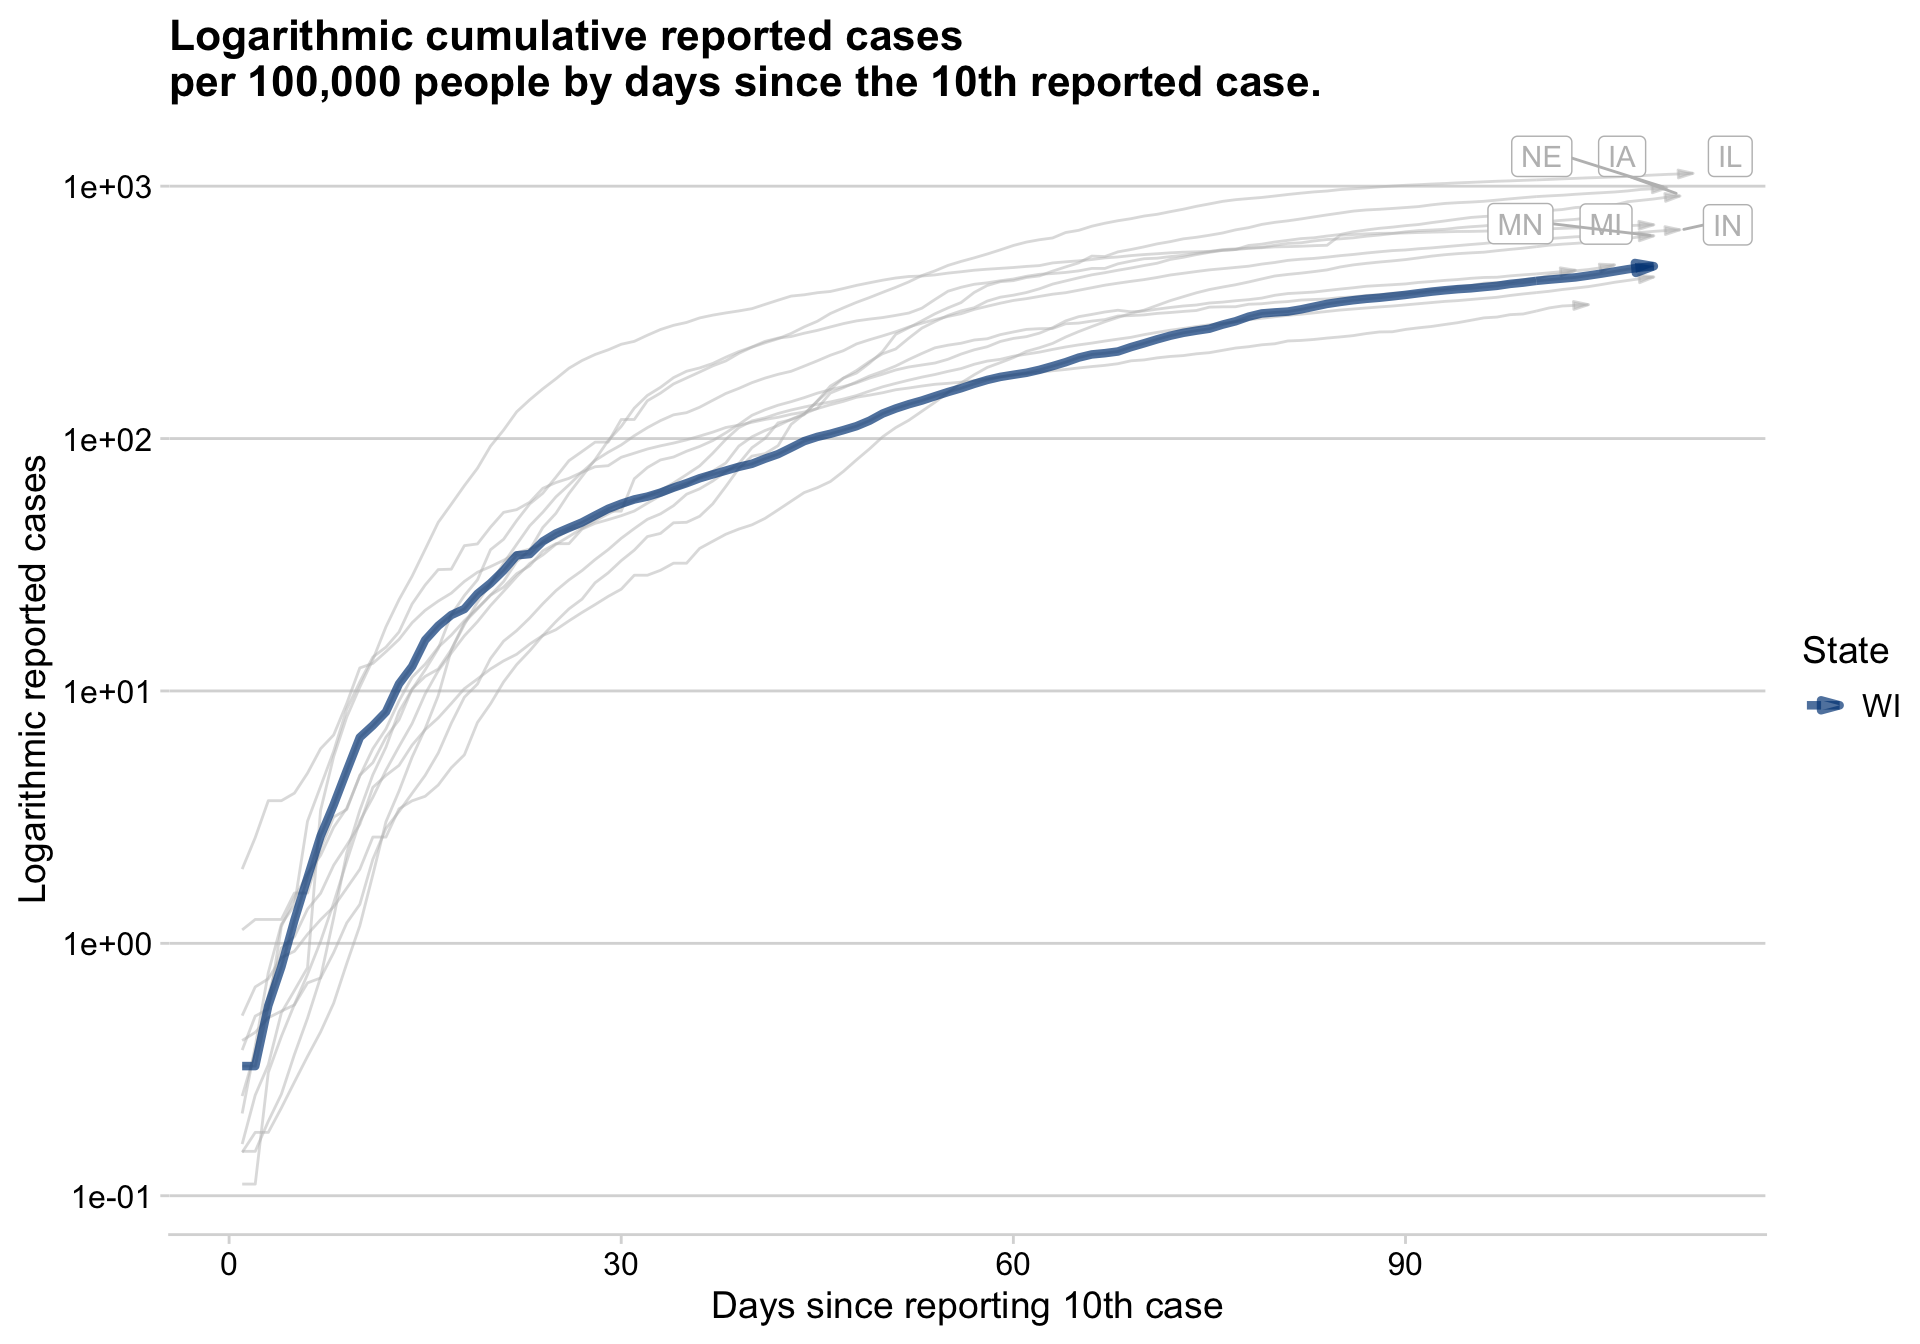 Logarithmic cumulative reported cases
per 100,000 people by days since the 10th reported case.
NE
IA
IL
MN
MI
IN
1e+03
1e+02
1e+01
1e+00
1e-01
Logarithmic reported cases
0
30
60
90
Days since reporting 10th case
State
WI